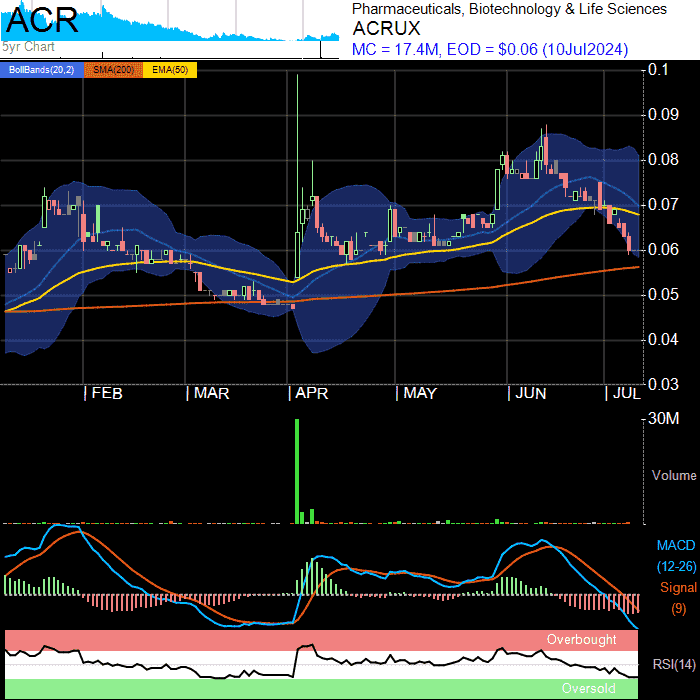 ACR
5yr Chart
Pharmaceuticals, Biotechnology & Life Sciences
ACRUX
MC = 17.4M, EOD = $0.06 (10Jul2024)
BollBands(20,2) SMA(200) EMA(50)
0.1
0.09
0.08
0.07
0.06
0.05
0.04
0.03
FEB MAR APR MAY JUN JUL
30M
Volume
MACD
(12-26)
Signal
(9)
Overbought
RSI(14)
Oversold